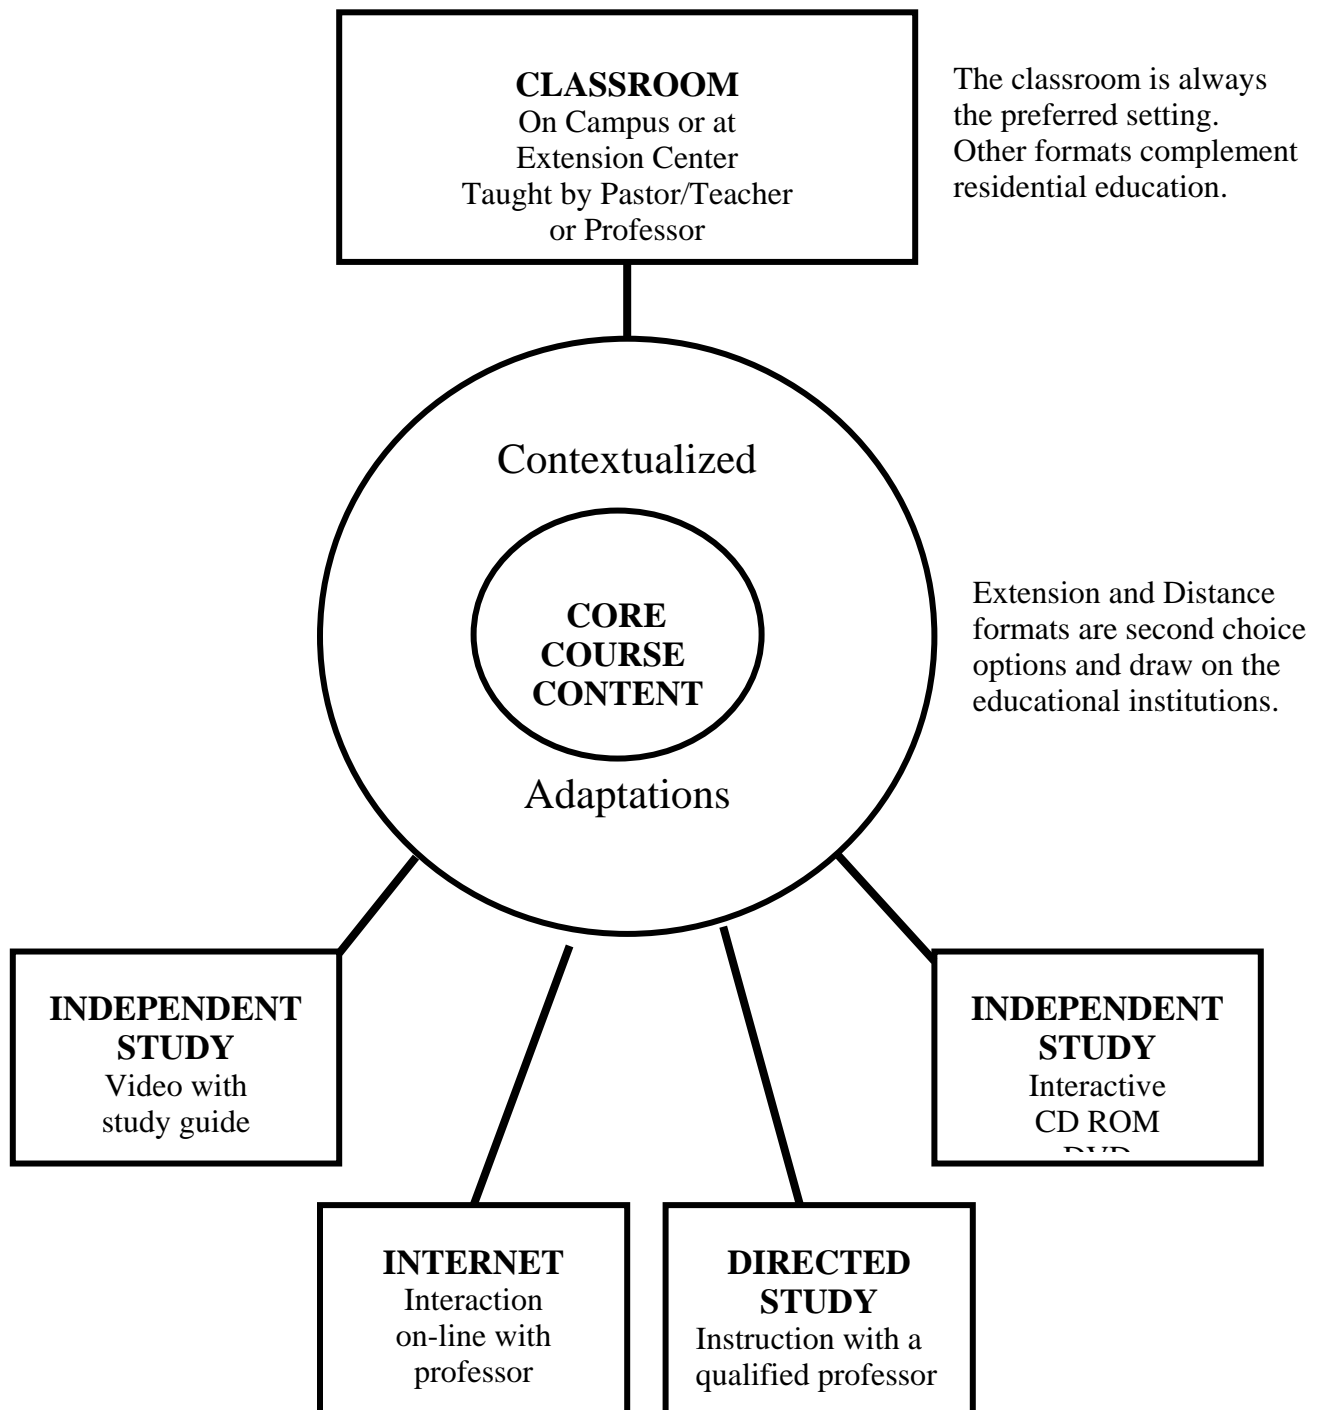 CLASSROOM
On Campus or at
Extension Center
Taught by Pastor/Teacher
or Professor
The classroom is always
the preferred setting.
Other formats complement
residential education.
Contextualized
CORE
COURSE
CONTENT
Adaptations
Extension and Distance
formats are second choice
options and draw on the
educational institutions.
INDEPENDENT
STUDY
Video with
study guide
INDEPENDENT
STUDY
Interactive
CD ROM
INTERNET
Interaction
on-line with
professor
DIRECTED
STUDY
Instruction with a
qualified professor